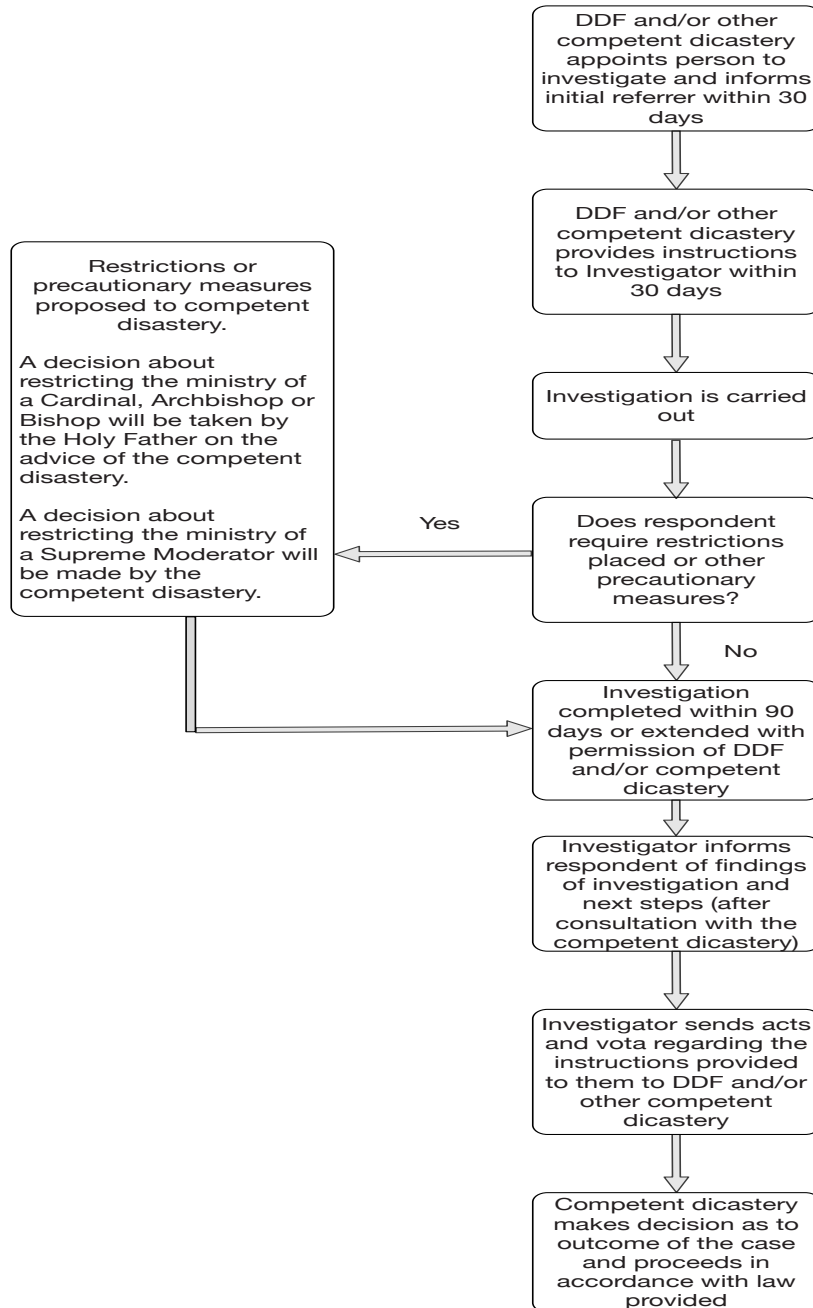 DDF and/or other
competent dicastery
appoints person to
investigate and informs
initial referrer within 30
days
DDF and/or other
competent dicastery
provides instructions
to Investigator within
30 days
Restrictions or
precautionary measures
proposed to competent
disastery.
A decision about
restricting the ministry of
a Cardinal, Archbishop or
Bishop will be taken by
the Holy Father on the
advice of the competent
disastery.
A decision about
restricting the ministry of
a Supreme Moderator will
be made by the
competent disastery.
Investigation is carried
out
Yes
Does respondent
require restrictions
placed or other
precautionary
measures?
No
Investigation
completed within 90
days or extended with
permission of DDF
and/or competent
dicastery
Investigator informs
respondent of findings
of investigation and
next steps (after
consultation with the
competent dicastery)
Investigator sends acts
and vota regarding the
instructions provided
to them to DDF and/or
other competent
dicastery
Competent dicastery
makes decision as to
outcome of the case
and proceeds in
accordance with law
provided